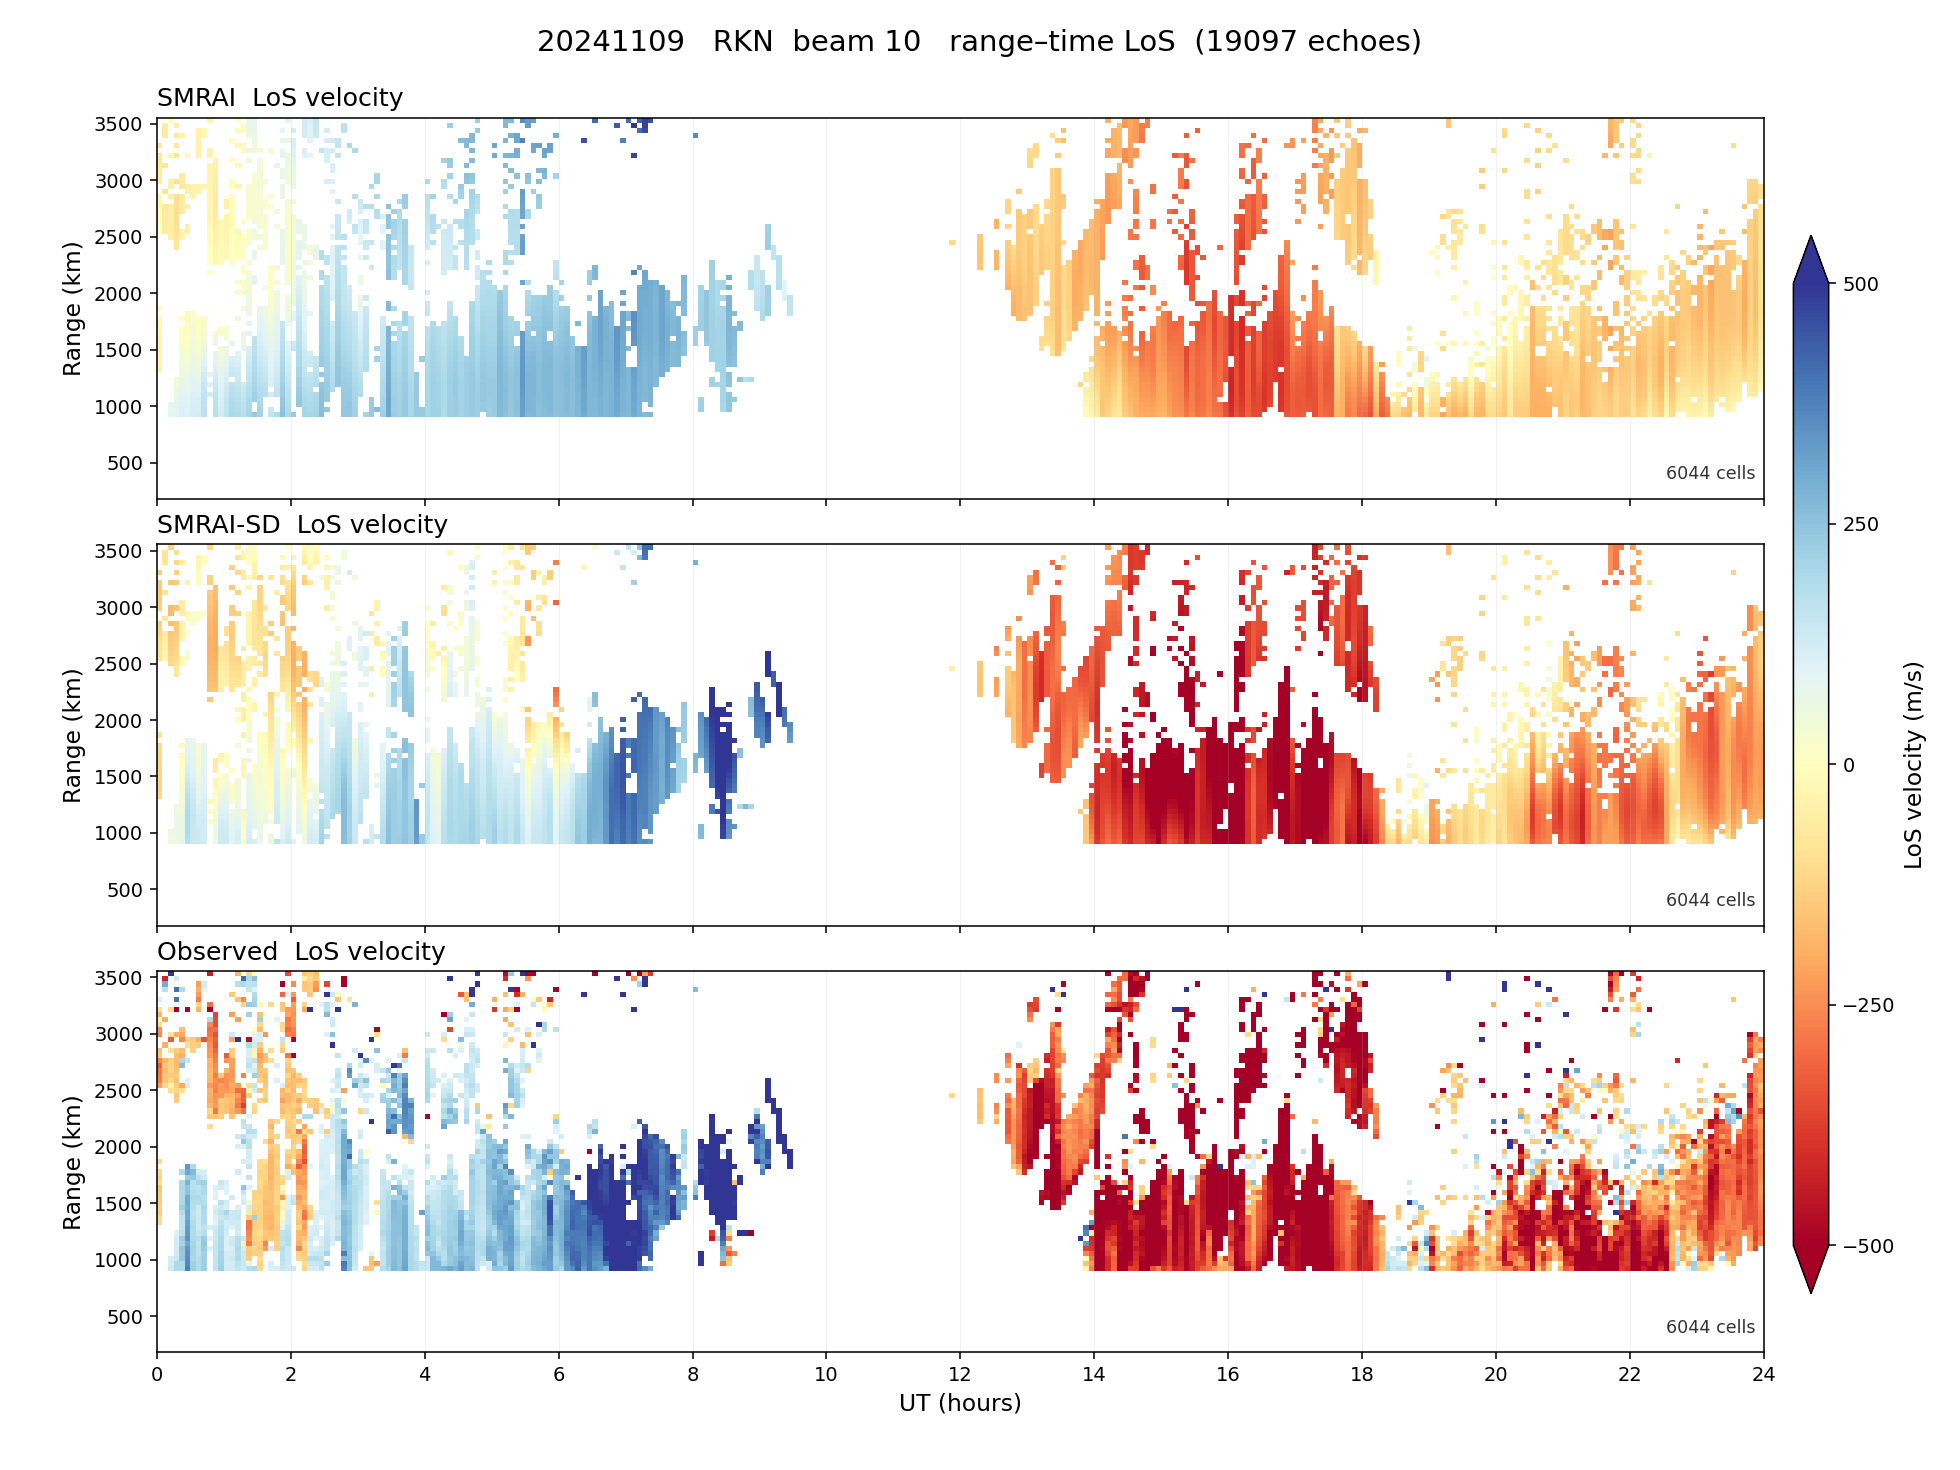 20241109   RKN  beam 10   range–time LoS  (19097 echoes)
SMRAI  LoS velocity
3500
3000
2500
2000
1500
1000
500
Range (km)
6044 cells
SMRAI-SD  LoS velocity
3500
3000
2500
2000
1500
1000
500
Range (km)
6044 cells
Observed  LoS velocity
3500
3000
2500
2000
1500
1000
500
Range (km)
6044 cells
0 2 4 6 8 10 12 14 16 18 20 22 24
UT (hours)
500
250
0
−250
−500
LoS velocity (m/s)